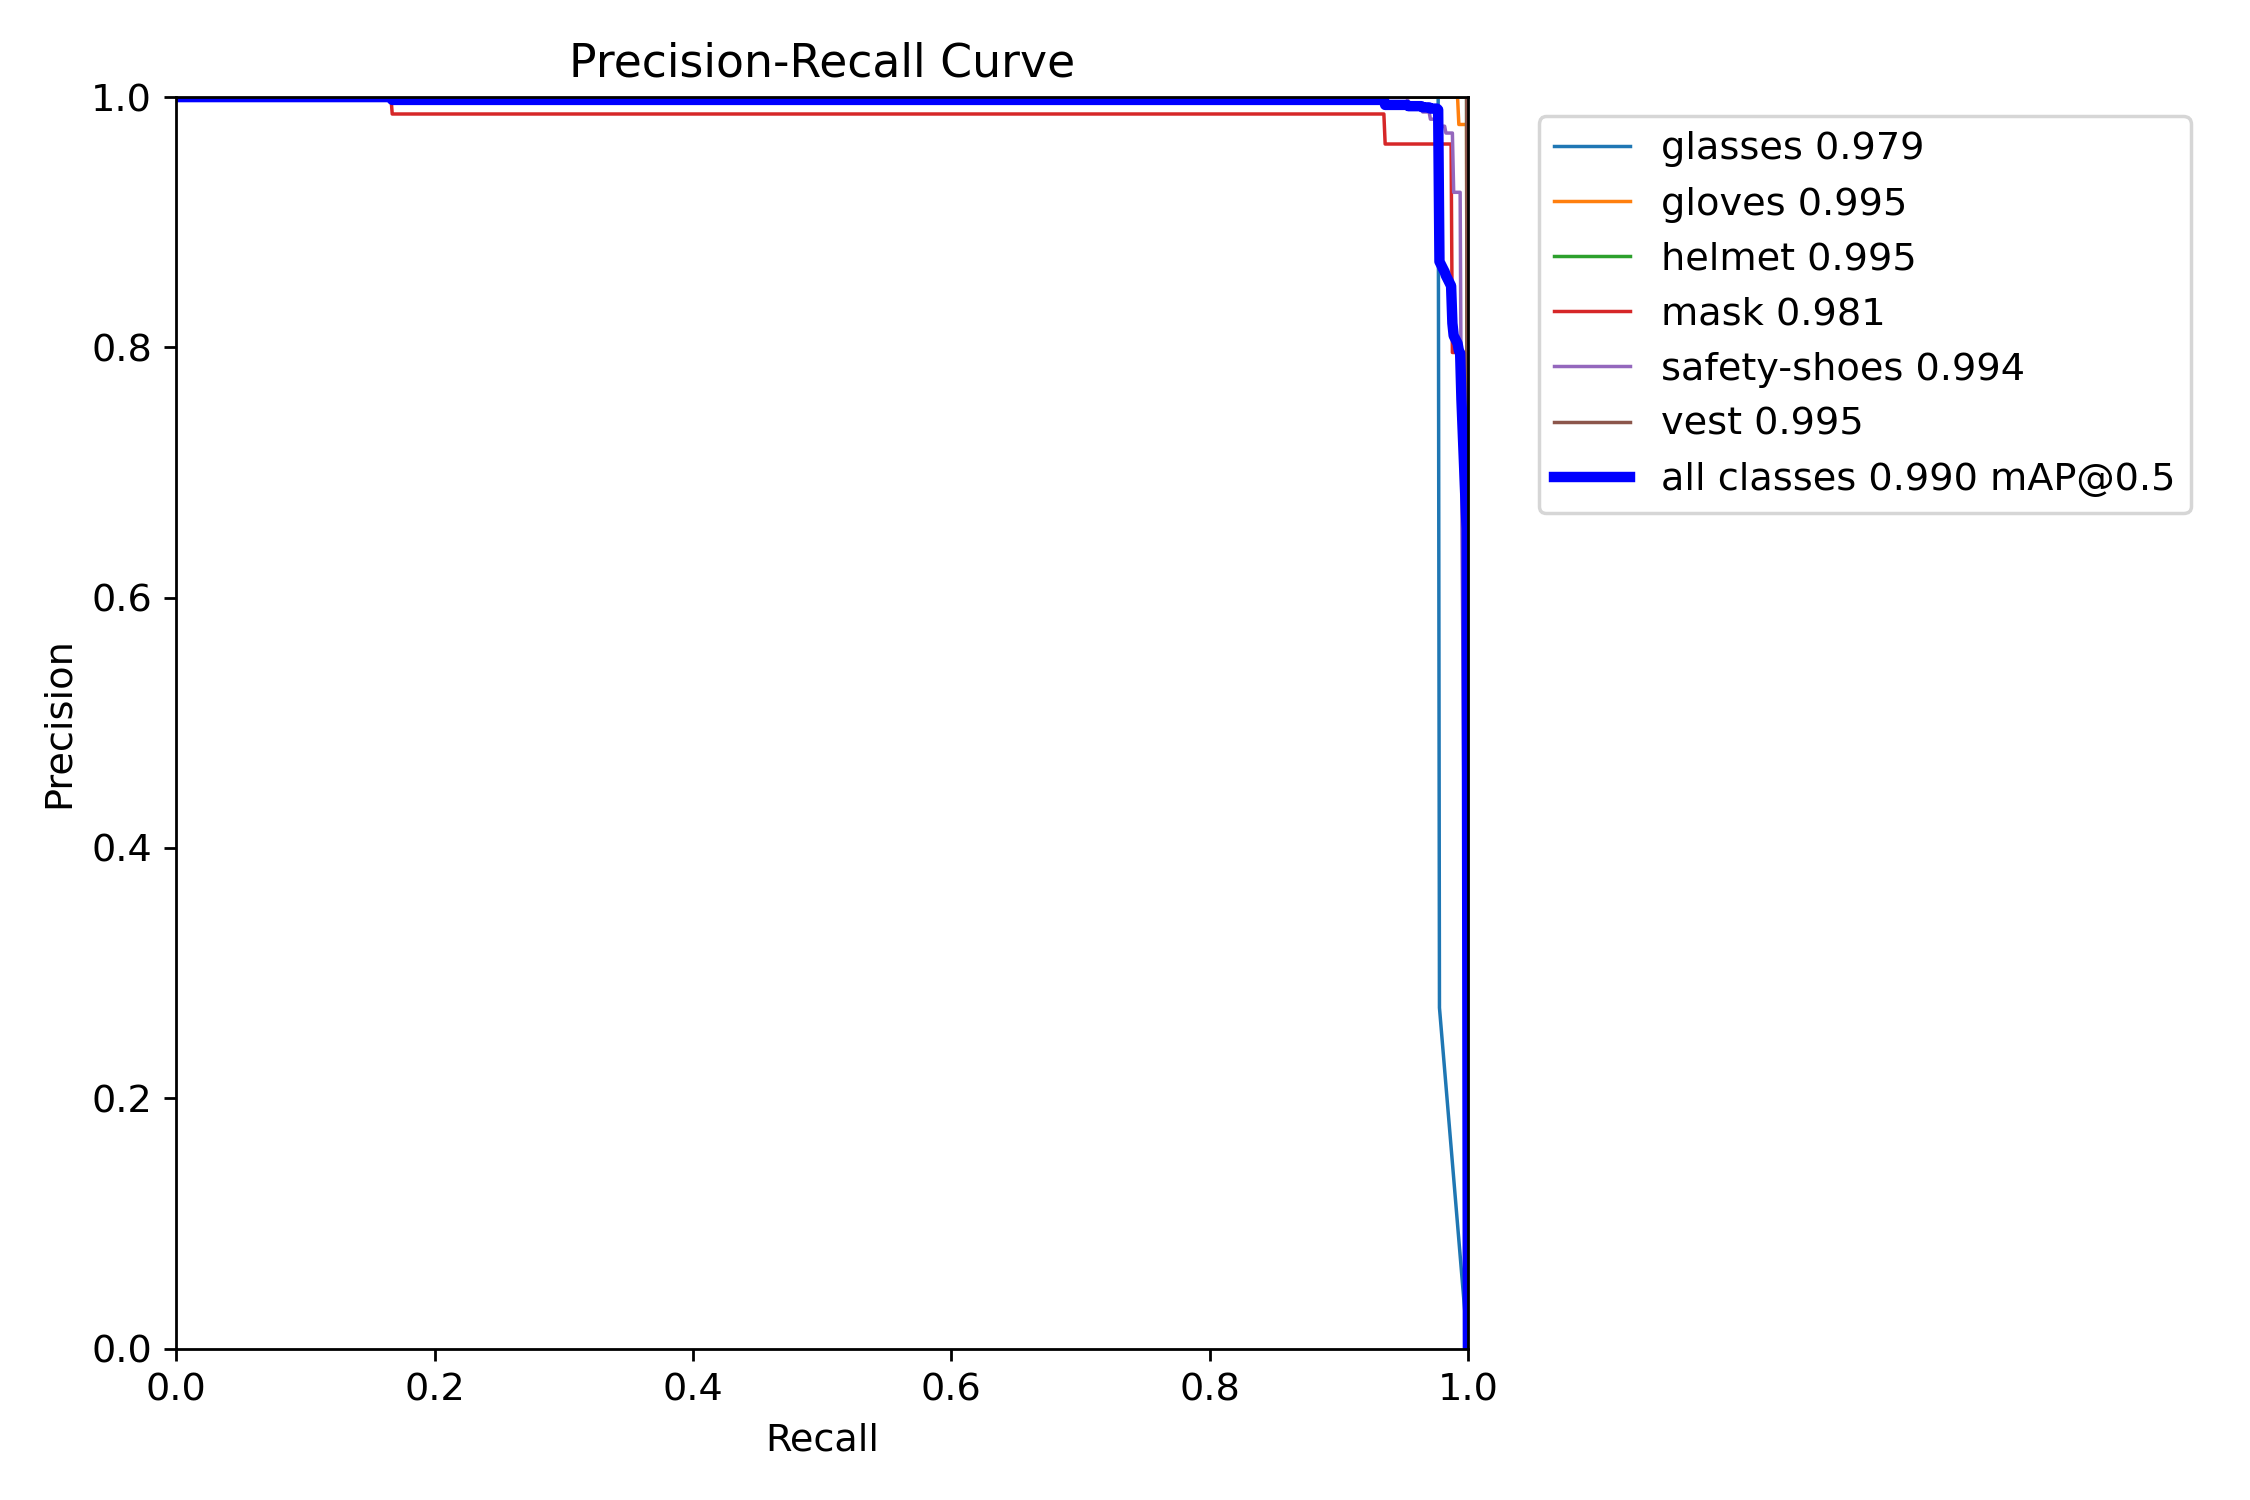 Precision-Recall Curve
1.0
0.8
0.6
0.4
0.2
0.0
Precision
0.0 0.2 0.4 0.6 0.8 1.0
Recall
glasses 0.979
gloves 0.995
helmet 0.995
mask 0.981
safety-shoes 0.994
vest 0.995
all classes 0.990 mAP@0.5